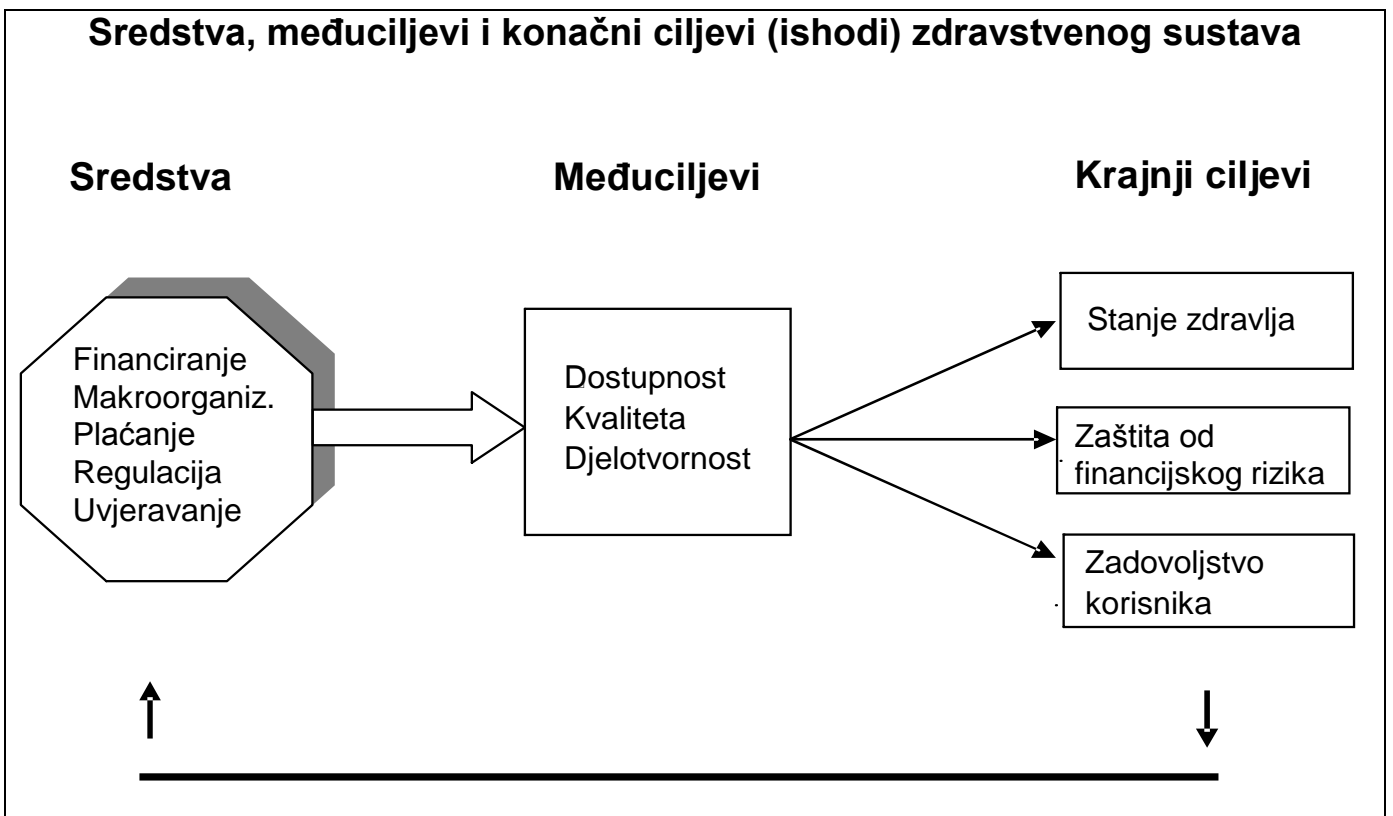 Sredstva, međuciljevi i konačni ciljevi (ishodi) zdravstvenog sustava
Sredstva
Međuciljevi
Krajnji ciljevi
Financiranje
Makroorganiz.
Plaćanje
Regulacija
Uvjeravanje
Dostupnost
Kvaliteta
Djelotvornost
Stanje zdravlja
Zaštita od
financijskog rizika
Zadovoljstvo
korisnika